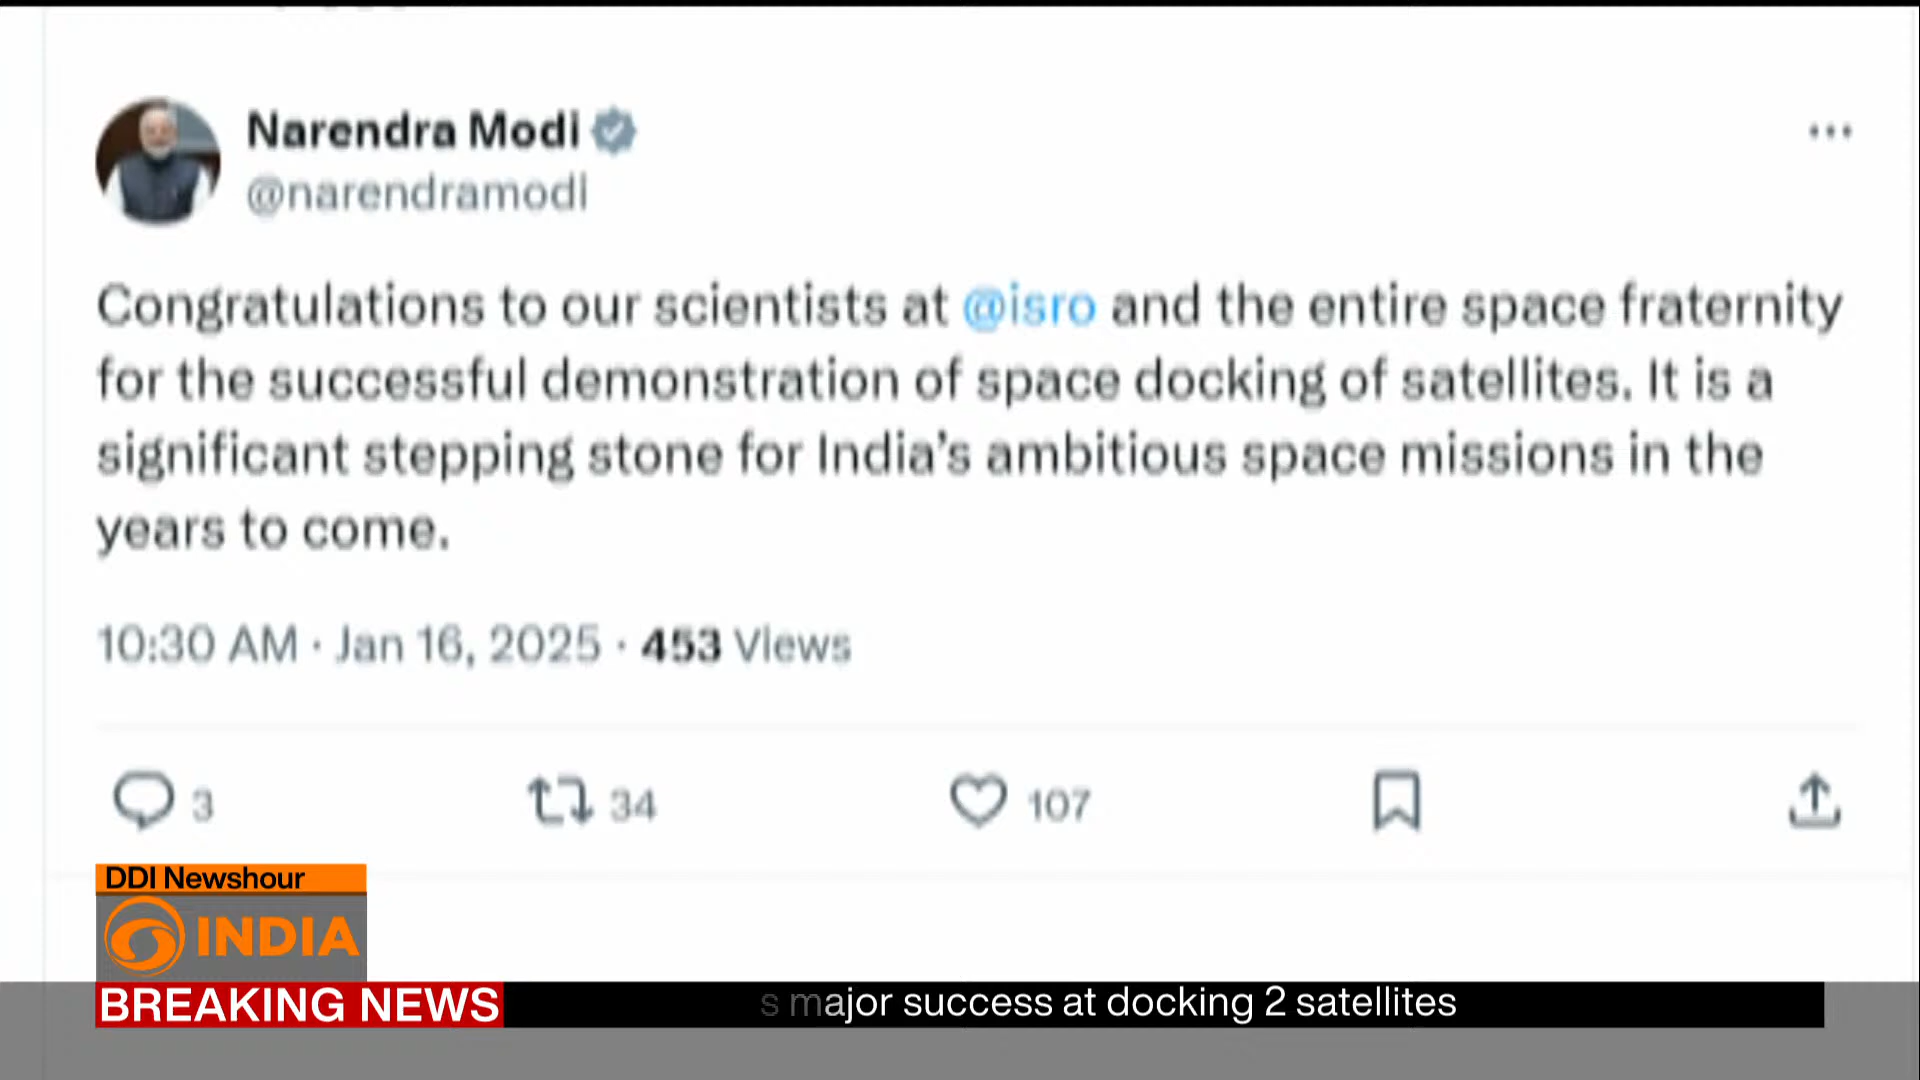 Narendra Modi
@narendramodi
Congratulations to our scientists at @isro and the entire space fraternity
for the successful demonstration of space docking of satellites. It is a
significant stepping stone for India’s ambitious space missions in the
years to come.
10:30 AM · Jan 16, 2025 · 453 Views
3 34 107
DDI Newshour
INDIA
BREAKING NEWS
s major success at docking 2 satellites